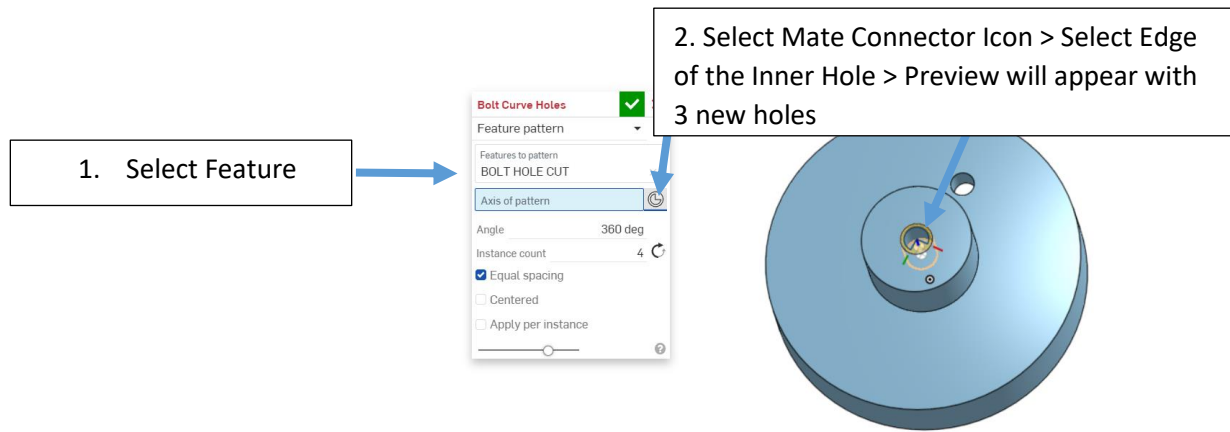 2. Select Mate Connector Icon > Select Edge
of the Inner Hole > Preview will appear with
3 new holes
1. Select Feature
Bolt Curve Holes
Feature pattern
Features to pattern
BOLT HOLE CUT
Axis of pattern
Angle 360 deg
Instance count 4
Equal spacing
Centered
Apply per instance